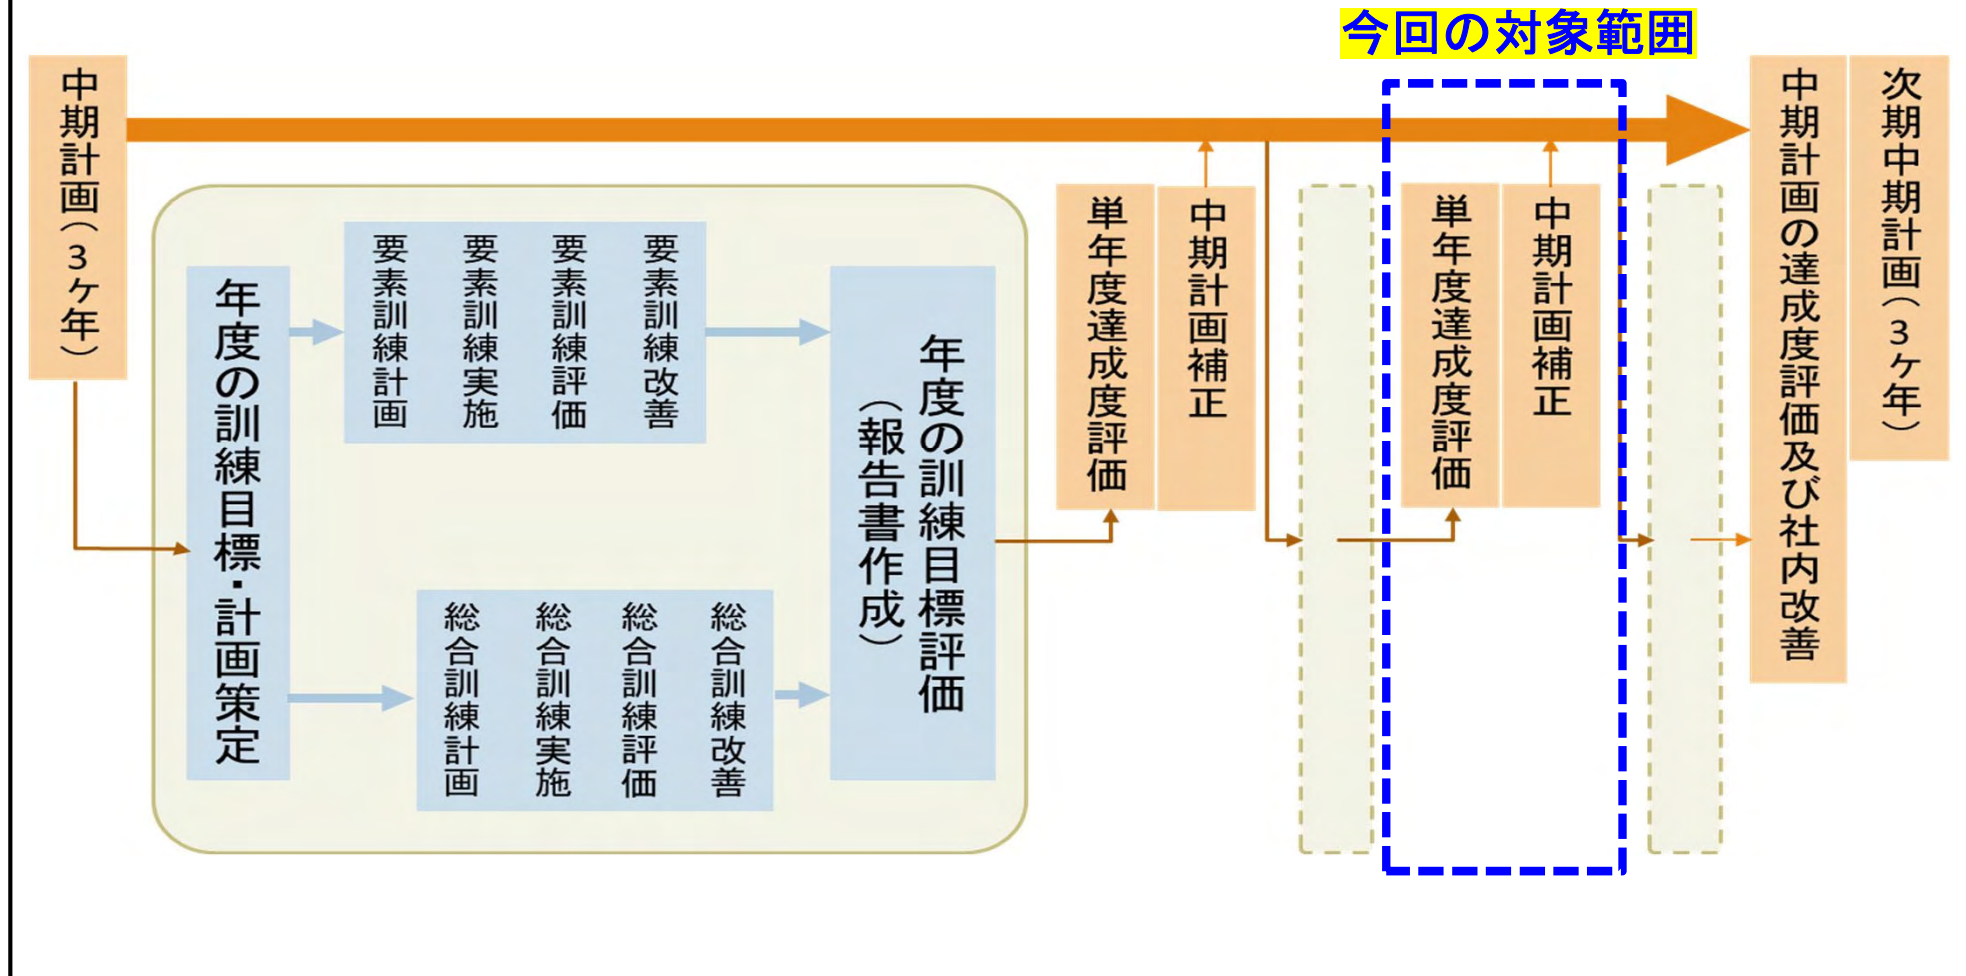 今回の対象範囲
中期計画(3ヶ年)
年度の訓練目標・計画策定
要素訓練計画
要素訓練実施
要素訓練評価
要素訓練改善
総合訓練計画
総合訓練実施
総合訓練評価
総合訓練改善
年度の訓練目標評価
(報告書作成)
単年度達成度評価
中期計画補正
単年度達成度評価
中期計画補正
中期計画の達成度評価及び社内改善
次期中期計画(3ヶ年)